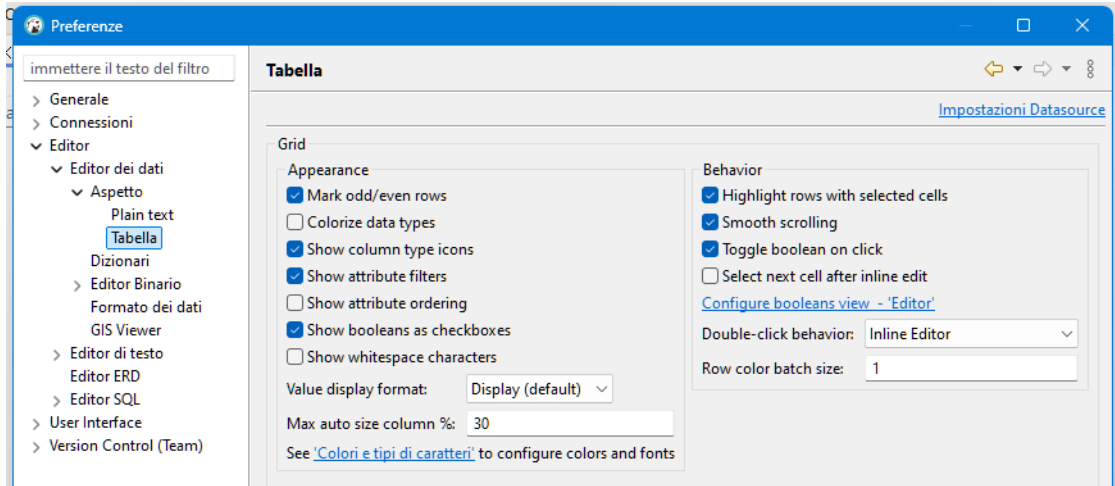 Preferenze
immettere il testo del filtro
Generale
Connessioni
Editor
Editor dei dati
Aspetto
Plain text
Tabella
Dizionari
Editor Binario
Formato dei dati
GIS Viewer
Editor di testo
Editor ERD
Editor SQL
User Interface
Version Control (Team)
Tabella
Impostazioni Datasource
Grid
Appearance
Mark odd/even rows
Colorize data types
Show column type icons
Show attribute filters
Show attribute ordering
Show booleans as checkboxes
Show whitespace characters
Value display format: Display (default)
Max auto size column %: 30
See 'Colori e tipi di caratteri' to configure colors and fonts
Behavior
Highlight rows with selected cells
Smooth scrolling
Toggle boolean on click
Select next cell after inline edit
Configure booleans view - 'Editor'
Double-click behavior: Inline Editor
Row color batch size: 1